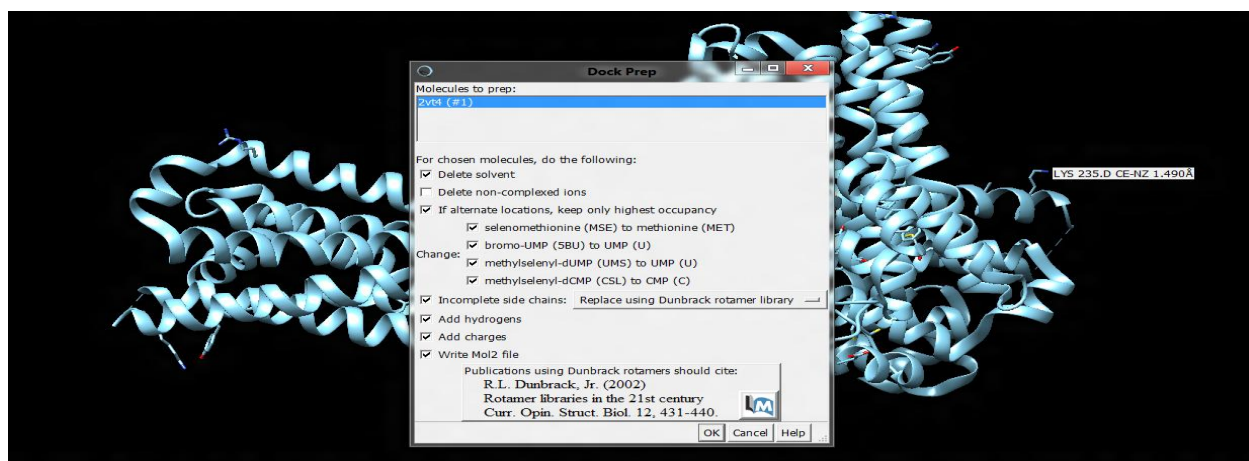 Dock Prep
Molecules to prep:
2vt4 (#1)
For chosen molecules, do the following:
Delete solvent
Delete non-complexed ions
If alternate locations, keep only highest occupancy
selenomethionine (MSE) to methionine (MET)
bromo-UMP (5BU) to UMP (U)
Change:
methylselenyl-dUMP (UMS) to UMP (U)
methylselenyl-dCMP (CSL) to CMP (C)
Incomplete side chains: Replace using Dunbrack rotamer library
Add hydrogens
Add charges
Write Mol2 file
Publications using Dunbrack rotamers should cite:
R.L. Dunbrack, Jr. (2002)
Rotamer libraries in the 21st century
Curr. Opin. Struct. Biol. 12, 431-440.
OK Cancel Help
LYS 235.D CE-NZ 1.490Å